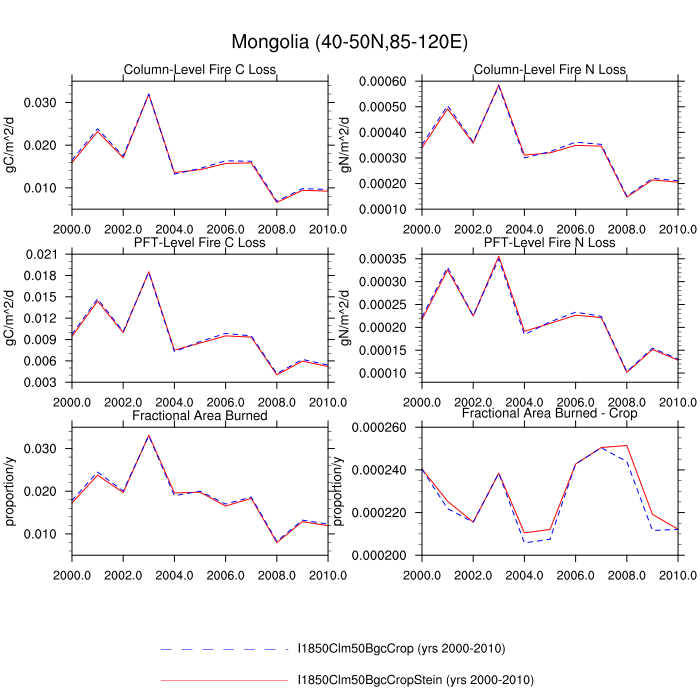 Mongolia (40-50N,85-120E)
Column-Level Fire C Loss
gC/m^2/d
0.030
0.020
0.010
2000.0 2002.0 2004.0 2006.0 2008.0 2010.0
Column-Level Fire N Loss
gN/m^2/d
0.00060
0.00050
0.00040
0.00030
0.00020
0.00010
2000.0 2002.0 2004.0 2006.0 2008.0 2010.0
PFT-Level Fire C Loss
gC/m^2/d
0.021
0.018
0.015
0.012
0.009
0.006
0.003
2000.0 2002.0 2004.0 2006.0 2008.0 2010.0
PFT-Level Fire N Loss
gN/m^2/d
0.00035
0.00030
0.00025
0.00020
0.00015
0.00010
2000.0 2002.0 2004.0 2006.0 2008.0 2010.0
Fractional Area Burned
proportion/y
0.030
0.020
0.010
2000.0 2002.0 2004.0 2006.0 2008.0 2010.0
Fractional Area Burned - Crop
proportion/y
0.000260
0.000240
0.000220
0.000200
2000.0 2002.0 2004.0 2006.0 2008.0 2010.0
I1850Clm50BgcCrop (yrs 2000-2010)
I1850Clm50BgcCropStein (yrs 2000-2010)